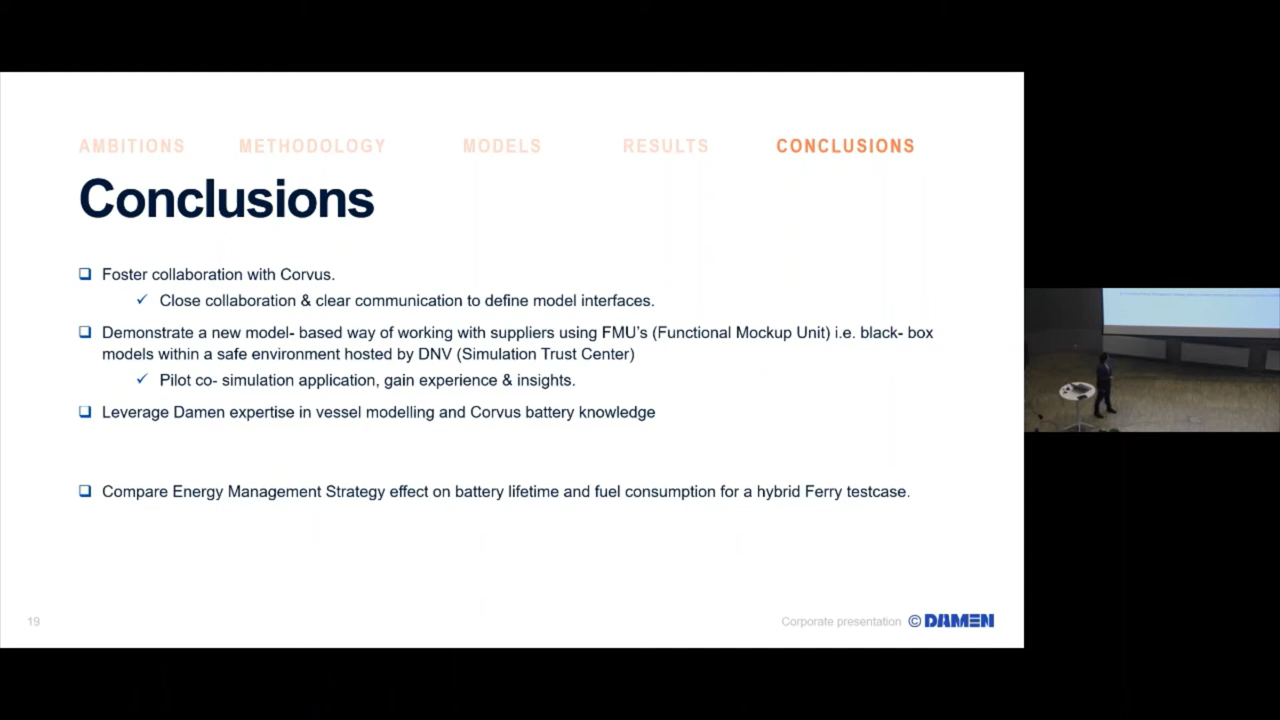 AMBITIONS METHODOLOGY MODELS RESULTS CONCLUSIONS
Conclusions
Foster collaboration with Corvus.
Close collaboration & clear communication to define model interfaces.
Demonstrate a new model- based way of working with suppliers using FMU's (Functional Mockup Unit) i.e. black- box
models within a safe environment hosted by DNV (Simulation Trust Center)
Pilot co- simulation application, gain experience & insights.
Leverage Damen expertise in vessel modelling and Corvus battery knowledge
Compare Energy Management Strategy effect on battery lifetime and fuel consumption for a hybrid Ferry testcase.
19 Corporate presentation © DAMEN